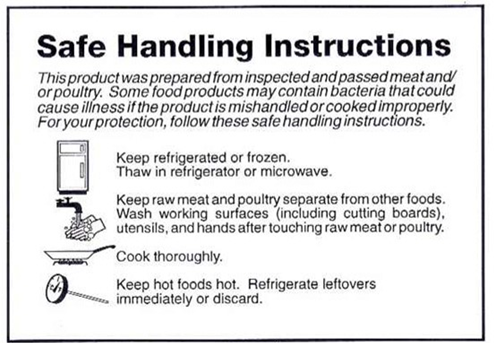 Safe Handling Instructions
This product was prepared from inspected and passed meat and/
or poultry. Some food products may contain bacteria that could
cause illness if the product is mishandled or cooked improperly.
For your protection, follow these safe handling instructions.
Keep refrigerated or frozen.
Thaw in refrigerator or microwave.
Keep raw meat and poultry separate from other foods.
Wash working surfaces (including cutting boards),
utensils, and hands after touching raw meat or poultry.
Cook thoroughly.
Keep hot foods hot. Refrigerate leftovers
immediately or discard.